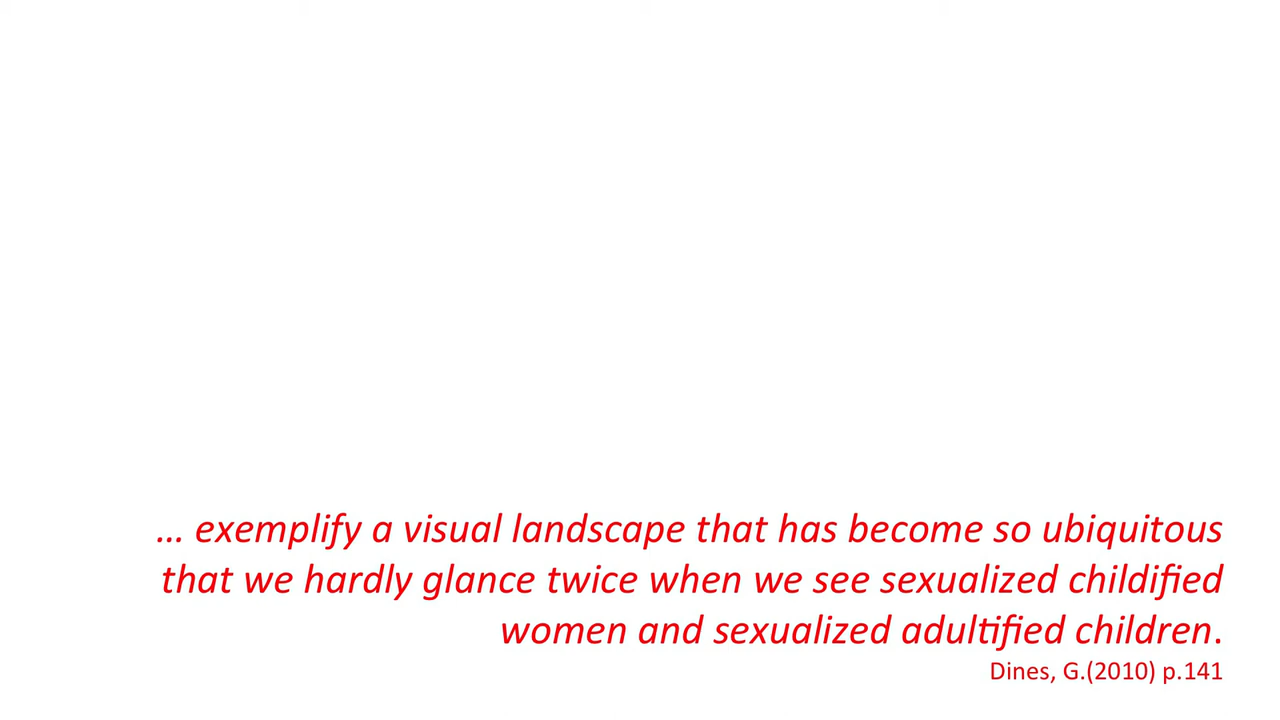 … exemplify a visual landscape that has become so ubiquitous
that we hardly glance twice when we see sexualized childified
women and sexualized adultified children.
Dines, G.(2010) p.141